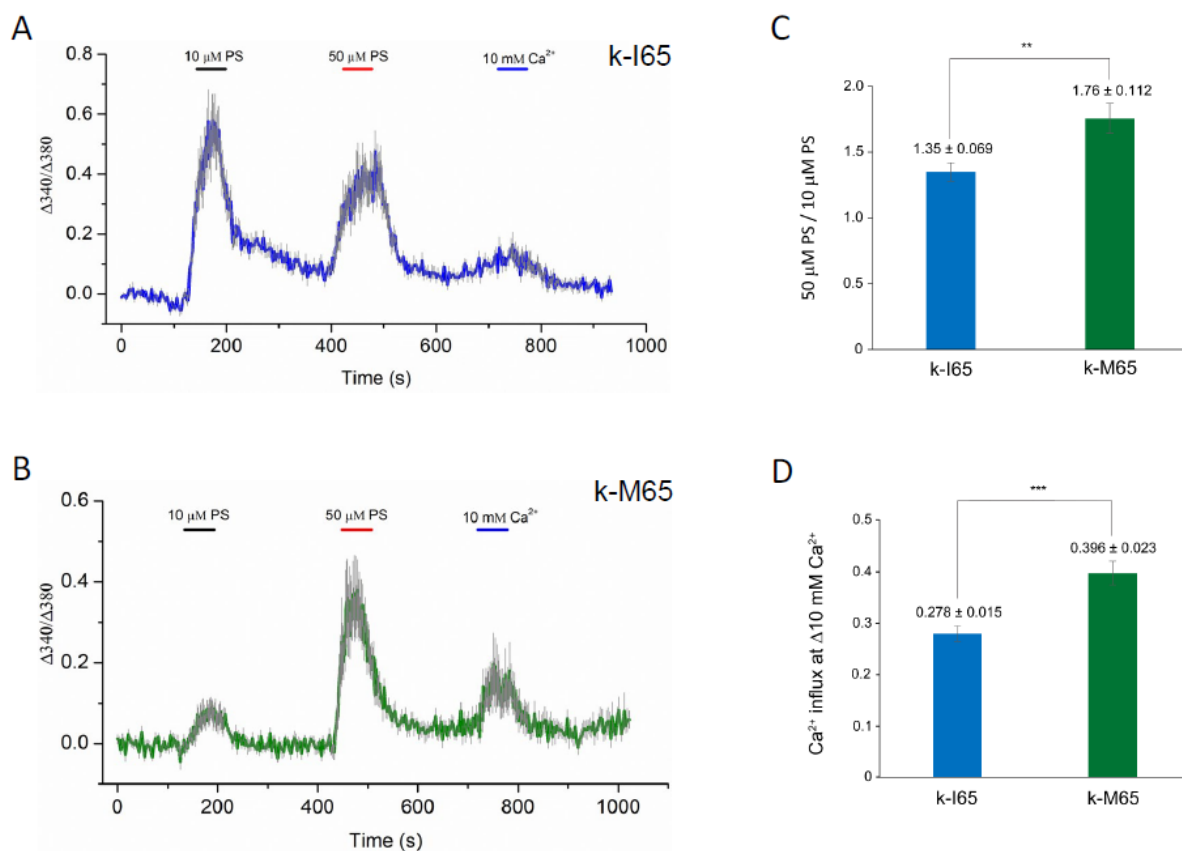 A
k-I65
10 μM PS
50 μM PS
10 mM Ca²⁺
0.8
0.6
0.4
0.2
0.0
Δ340/Δ380
0 200 400 600 800 1000
Time (s)
B
k-M65
10 μM PS
50 μM PS
10 mM Ca²⁺
0.6
0.4
0.2
0.0
Δ340/Δ380
0 200 400 600 800 1000
Time (s)
C
**
2.0
1.5
1.0
0.5
0
1.35 ± 0.069
1.76 ± 0.112
50 μM PS / 10 μM PS
k-I65 k-M65
D
***
0.5
0.4
0.3
0.2
0.1
0
0.278 ± 0.015
0.396 ± 0.023
Ca²⁺ influx at Δ10 mM Ca²⁺
k-I65 k-M65